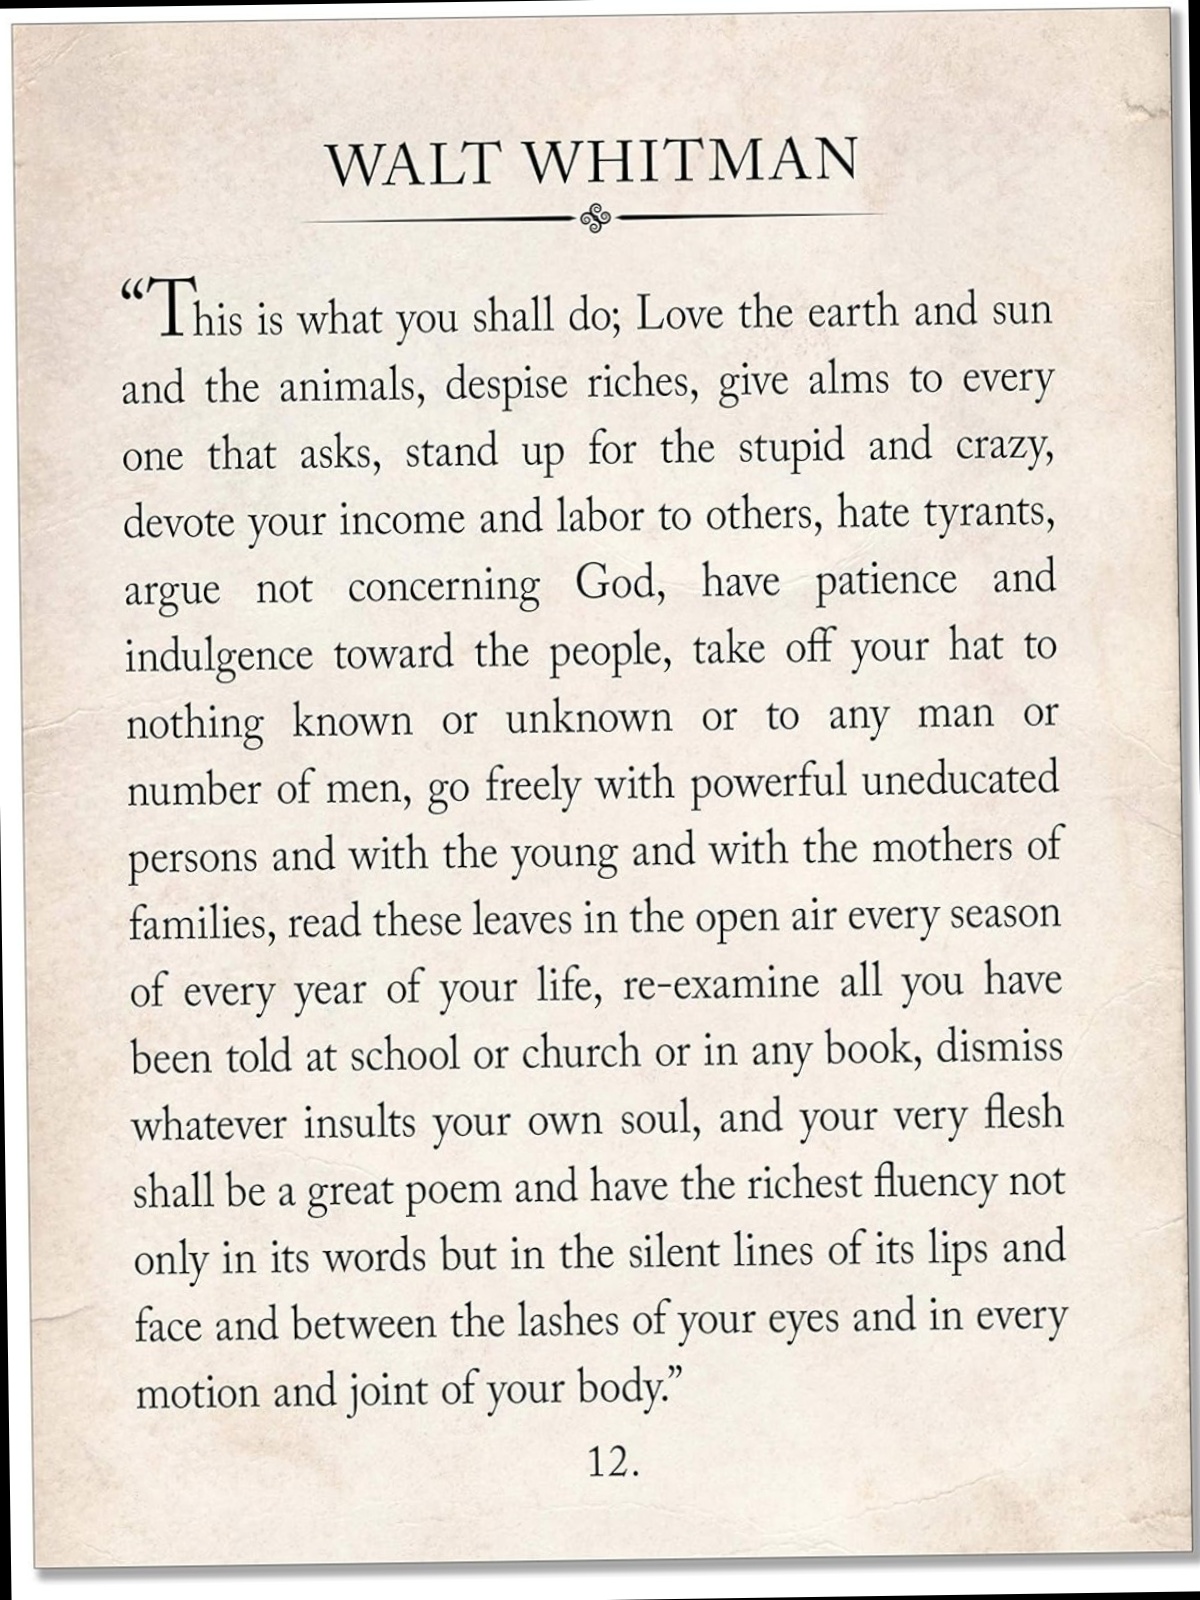 WALT WHITMAN
“This is what you shall do; Love the earth and sun
and the animals, despise riches, give alms to every
one that asks, stand up for the stupid and crazy,
devote your income and labor to others, hate tyrants,
argue not concerning God, have patience and
indulgence toward the people, take off your hat to
nothing known or unknown or to any man or
number of men, go freely with powerful uneducated
persons and with the young and with the mothers of
families, read these leaves in the open air every season
of every year of your life, re-examine all you have
been told at school or church or in any book, dismiss
whatever insults your own soul, and your very flesh
shall be a great poem and have the richest fluency not
only in its words but in the silent lines of its lips and
face and between the lashes of your eyes and in every
motion and joint of your body.”
12.